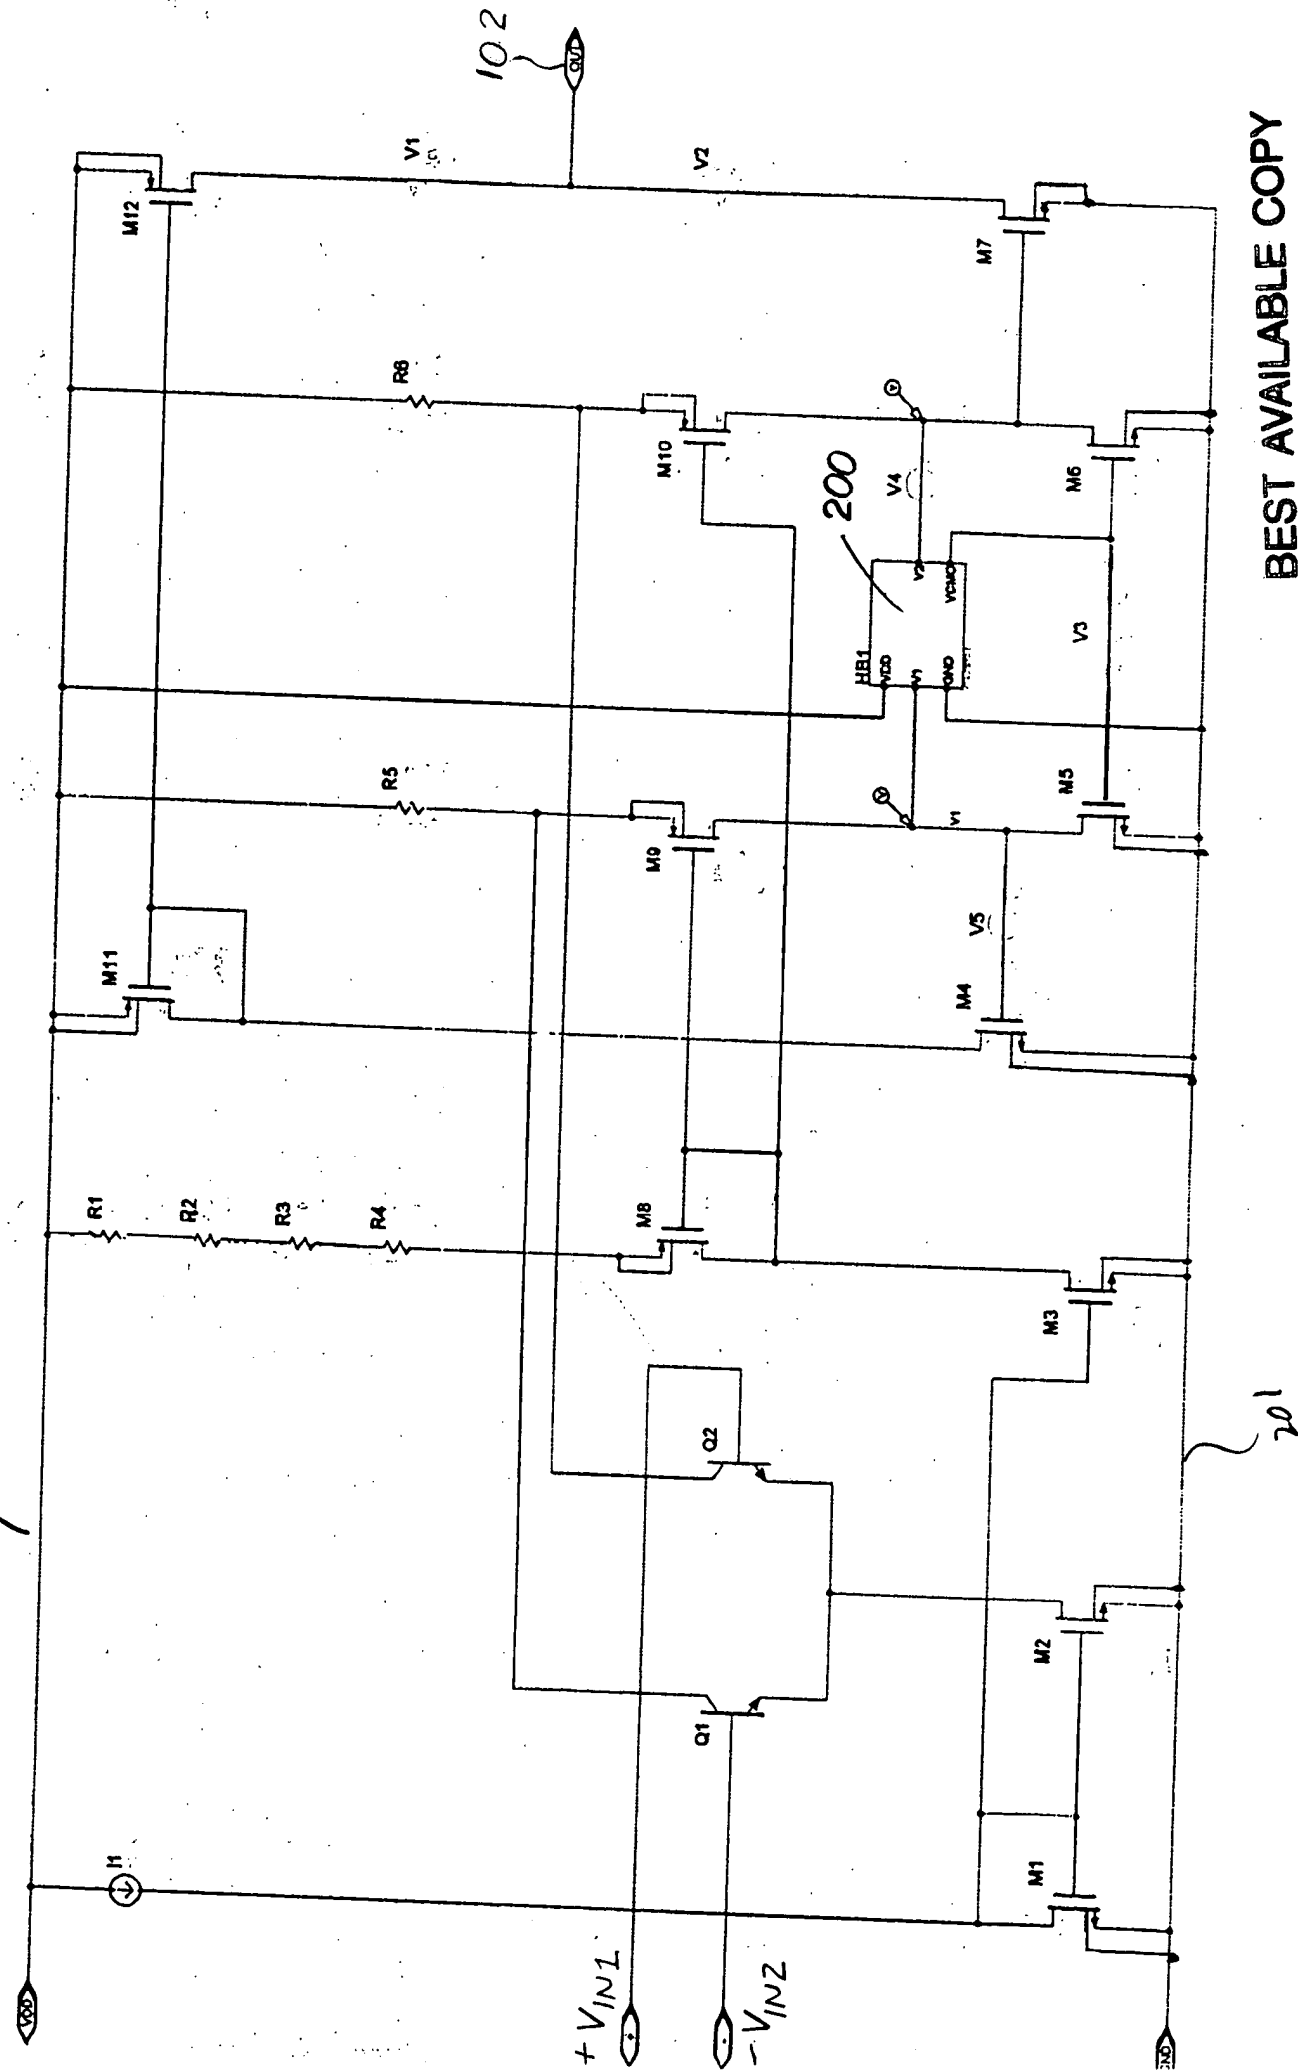 VDD
I1
+ VIN1
+
- VIN2
-
GND
M1
M2
M3
Q1
Q2
R1
R2
R3
R4
M8
M11
M4
V5
R5
M9
V1
M5
HB1
VDD
V1
GND
V2
VCMO
200
V3
V4
R6
M10
M6
M12
V1
V2
M7
OUT
102
201
BEST AVAILABLE COPY